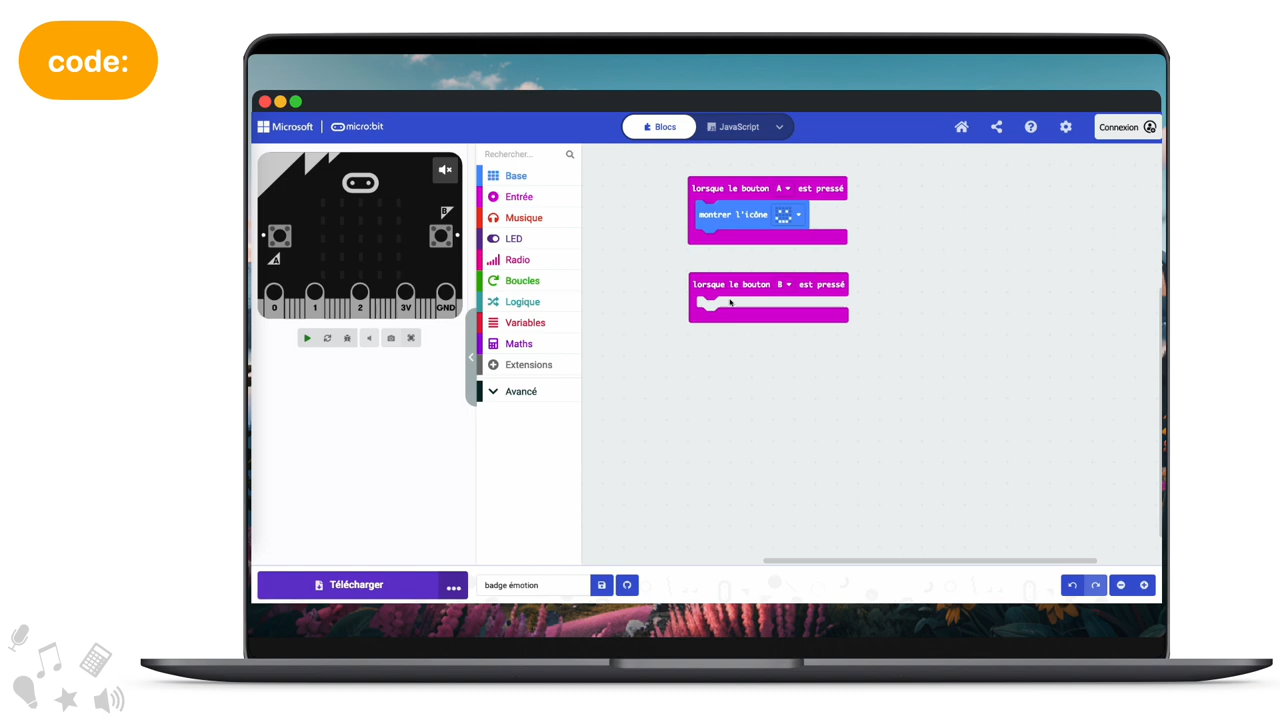 code:
Microsoft
micro:bit
Blocs
JavaScript
Connexion
Rechercher...
Base
Entrée
Musique
LED
Radio
Boucles
Logique
Variables
Maths
Extensions
Avancé
B
A
0
1
2
3V
GND
lorsque le bouton A est pressé
montrer l'icône
lorsque le bouton B est pressé
Télécharger
...
badge émotion